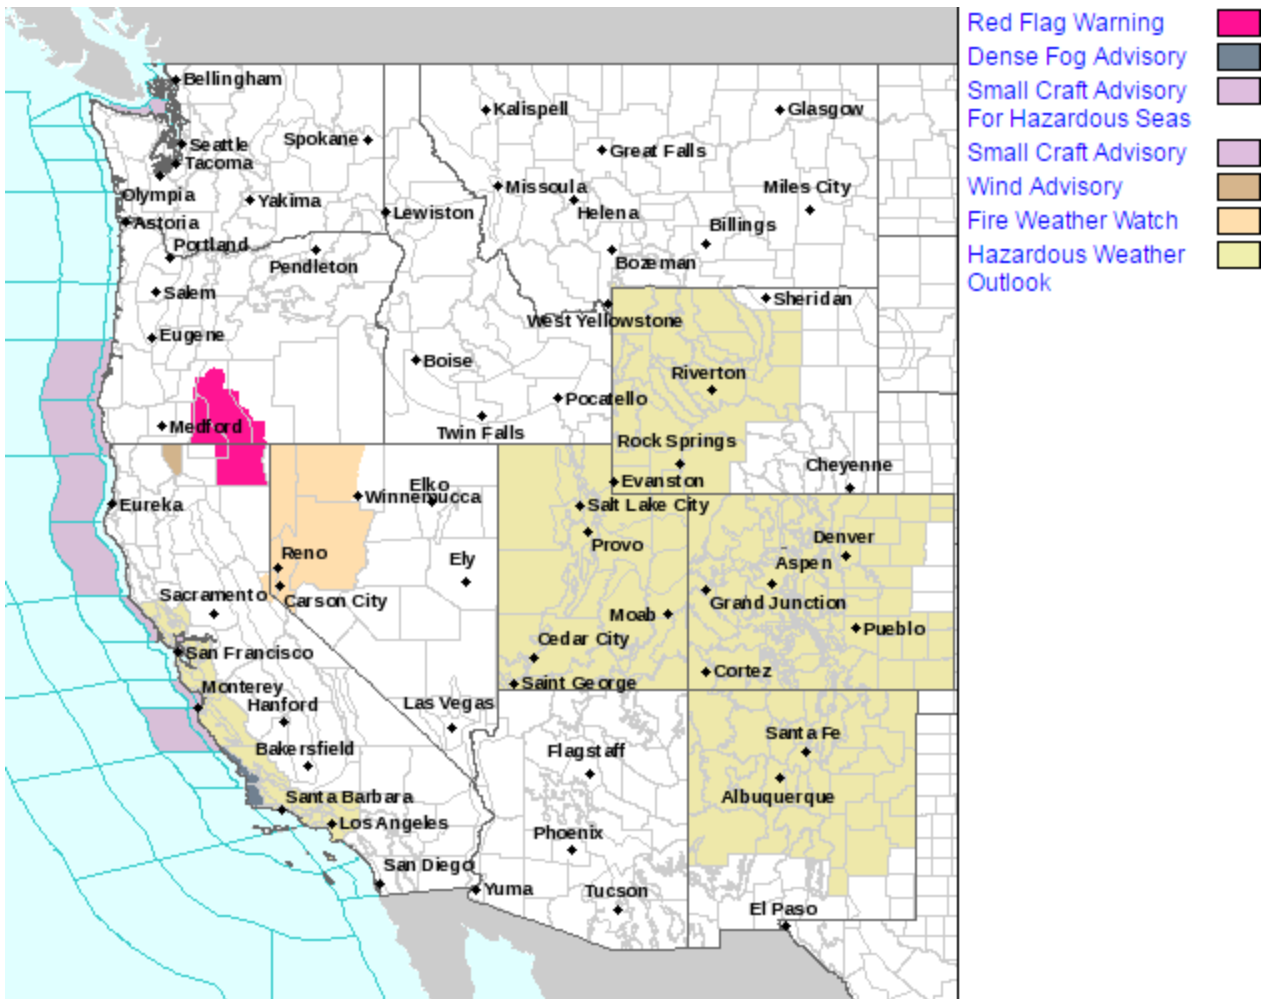 Bellingham
Seattle
Tacoma
Spokane
Olympia
Yakima
Astoria
Portland
Pendleton
Salem
Eugene
Medford
Lewiston
Kalispell
Glasgow
Great Falls
Missoula
Helena
Miles City
Billings
Bozeman
West Yellowstone
Sheridan
Boise
Pocatello
Twin Falls
Riverton
Rock Springs
Evanston
Cheyenne
Eureka
Elko
Winnemucca
Reno
Carson City
Ely
Sacramento
San Francisco
Monterey
Hanford
Bakersfield
Las Vegas
Santa Barbara
Los Angeles
San Diego
Salt Lake City
Provo
Moab
Cedar City
Saint George
Denver
Aspen
Grand Junction
Pueblo
Cortez
Flagstaff
Phoenix
Yuma
Tucson
Santa Fe
Albuquerque
El Paso
Red Flag Warning
Dense Fog Advisory
Small Craft Advisory
For Hazardous Seas
Small Craft Advisory
Wind Advisory
Fire Weather Watch
Hazardous Weather
Outlook